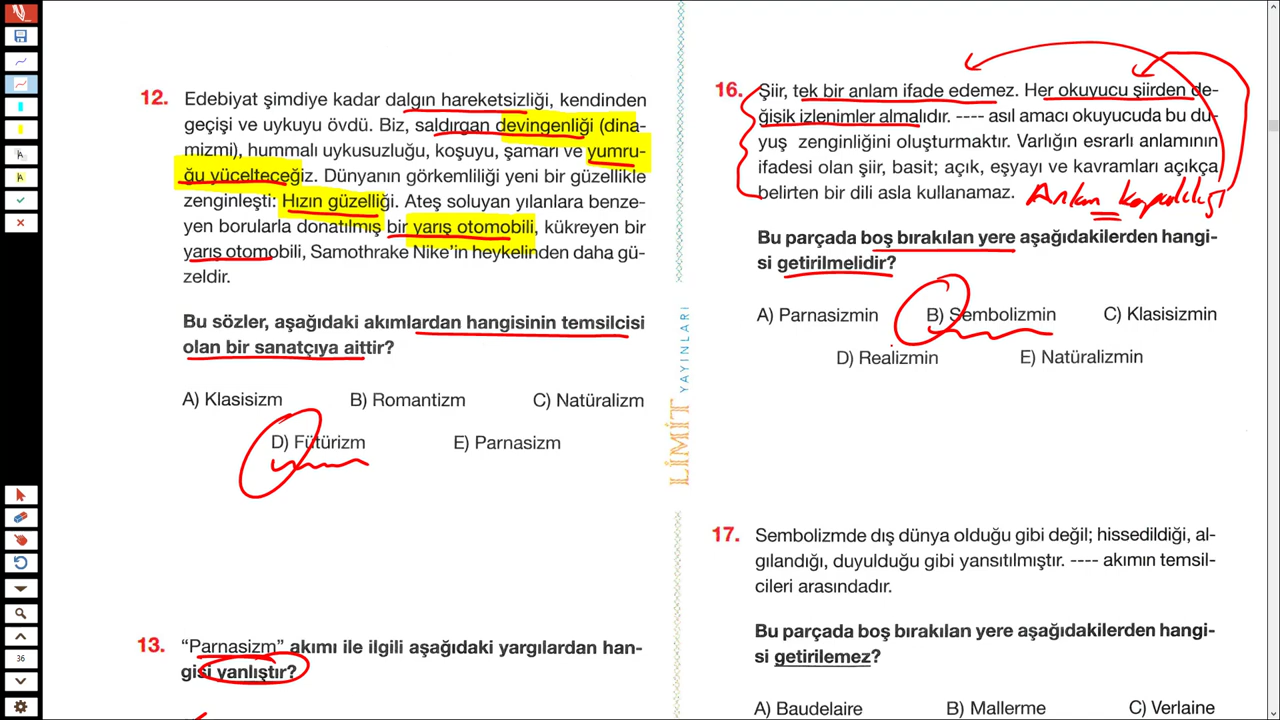 12. Edebiyat şimdiye kadar dalgın hareketsizliği, kendinden
geçişi ve uykuyu övdü. Biz, saldırgan devingenliği (dina-
mizmi), hummalı uykusuzluğu, koşuyu, şamarı ve yumru-
ğu yücelteceğiz. Dünyanın görkemliliği yeni bir güzellikle
zenginleşti: Hızın güzelliği. Ateş soluyan yılanlara benze-
yen borularla donatılmış bir yarış otomobili, kükreyen bir
yarış otomobili, Samothrake Nike'in heykelinden daha gü-
zeldir.
Bu sözler, aşağıdaki akımlardan hangisinin temsilcisi
olan bir sanatçıya aittir?
A) Klasisizm B) Romantizm C) Natüralizm
D) Fütürizm E) Parnasizm
13. "Parnasizm" akımı ile ilgili aşağıdaki yargılardan han-
gisi yanlıştır?
LİMİT YAYINLARI
16. Şiir, tek bir anlam ifade edemez. Her okuyucu şiirden de-
ğişik izlenimler almalıdır. ---- asıl amacı okuyucuda bu du-
yuş zenginliğini oluşturmaktır. Varlığın esrarlı anlamının
ifadesi olan şiir, basit; açık, eşyayı ve kavramları açıkça
belirten bir dili asla kullanamaz.
Anlam kapalılığı
Bu parçada boş bırakılan yere aşağıdakilerden hangi-
si getirilmelidir?
A) Parnasizmin B) Sembolizmin C) Klasisizmin
D) Realizmin E) Natüralizmin
17. Sembolizmde dış dünya olduğu gibi değil; hissedildiği, al-
gılandığı, duyulduğu gibi yansıtılmıştır. ---- akımın temsil-
cileri arasındadır.
Bu parçada boş bırakılan yere aşağıdakilerden hangi-
si getirilemez?
A) Baudelaire B) Mallerme C) Verlaine
36